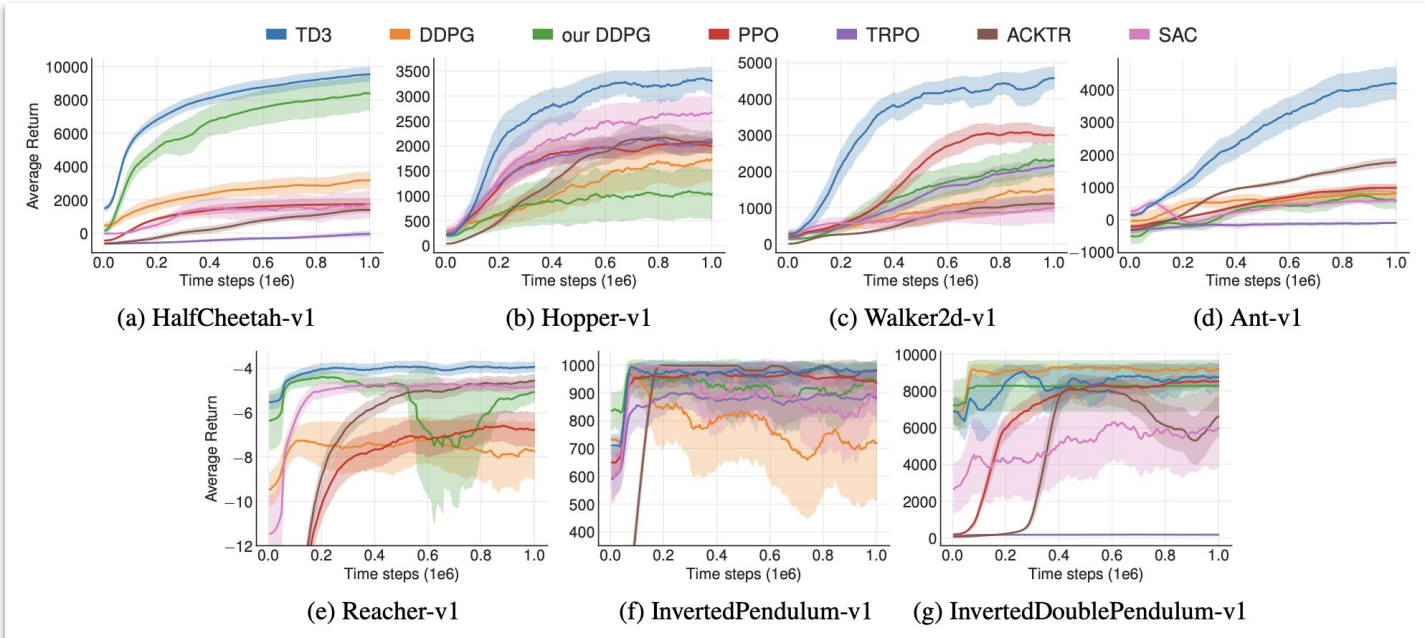 TD3 DDPG our DDPG PPO TRPO ACKTR SAC
Average Return
10000
8000
6000
4000
2000
0
0.0 0.2 0.4 0.6 0.8 1.0
Time steps (1e6)
(a) HalfCheetah-v1
3500
3000
2500
2000
1500
1000
500
0
0.0 0.2 0.4 0.6 0.8 1.0
Time steps (1e6)
(b) Hopper-v1
5000
4000
3000
2000
1000
0
0.0 0.2 0.4 0.6 0.8 1.0
Time steps (1e6)
(c) Walker2d-v1
4000
3000
2000
1000
0
−1000
0.0 0.2 0.4 0.6 0.8 1.0
Time steps (1e6)
(d) Ant-v1
Average Return
−4
−6
−8
−10
−12
0.0 0.2 0.4 0.6 0.8 1.0
Time steps (1e6)
(e) Reacher-v1
1000
900
800
700
600
500
400
0.0 0.2 0.4 0.6 0.8 1.0
Time steps (1e6)
(f) InvertedPendulum-v1
10000
8000
6000
4000
2000
0
0.0 0.2 0.4 0.6 0.8 1.0
Time steps (1e6)
(g) InvertedDoublePendulum-v1